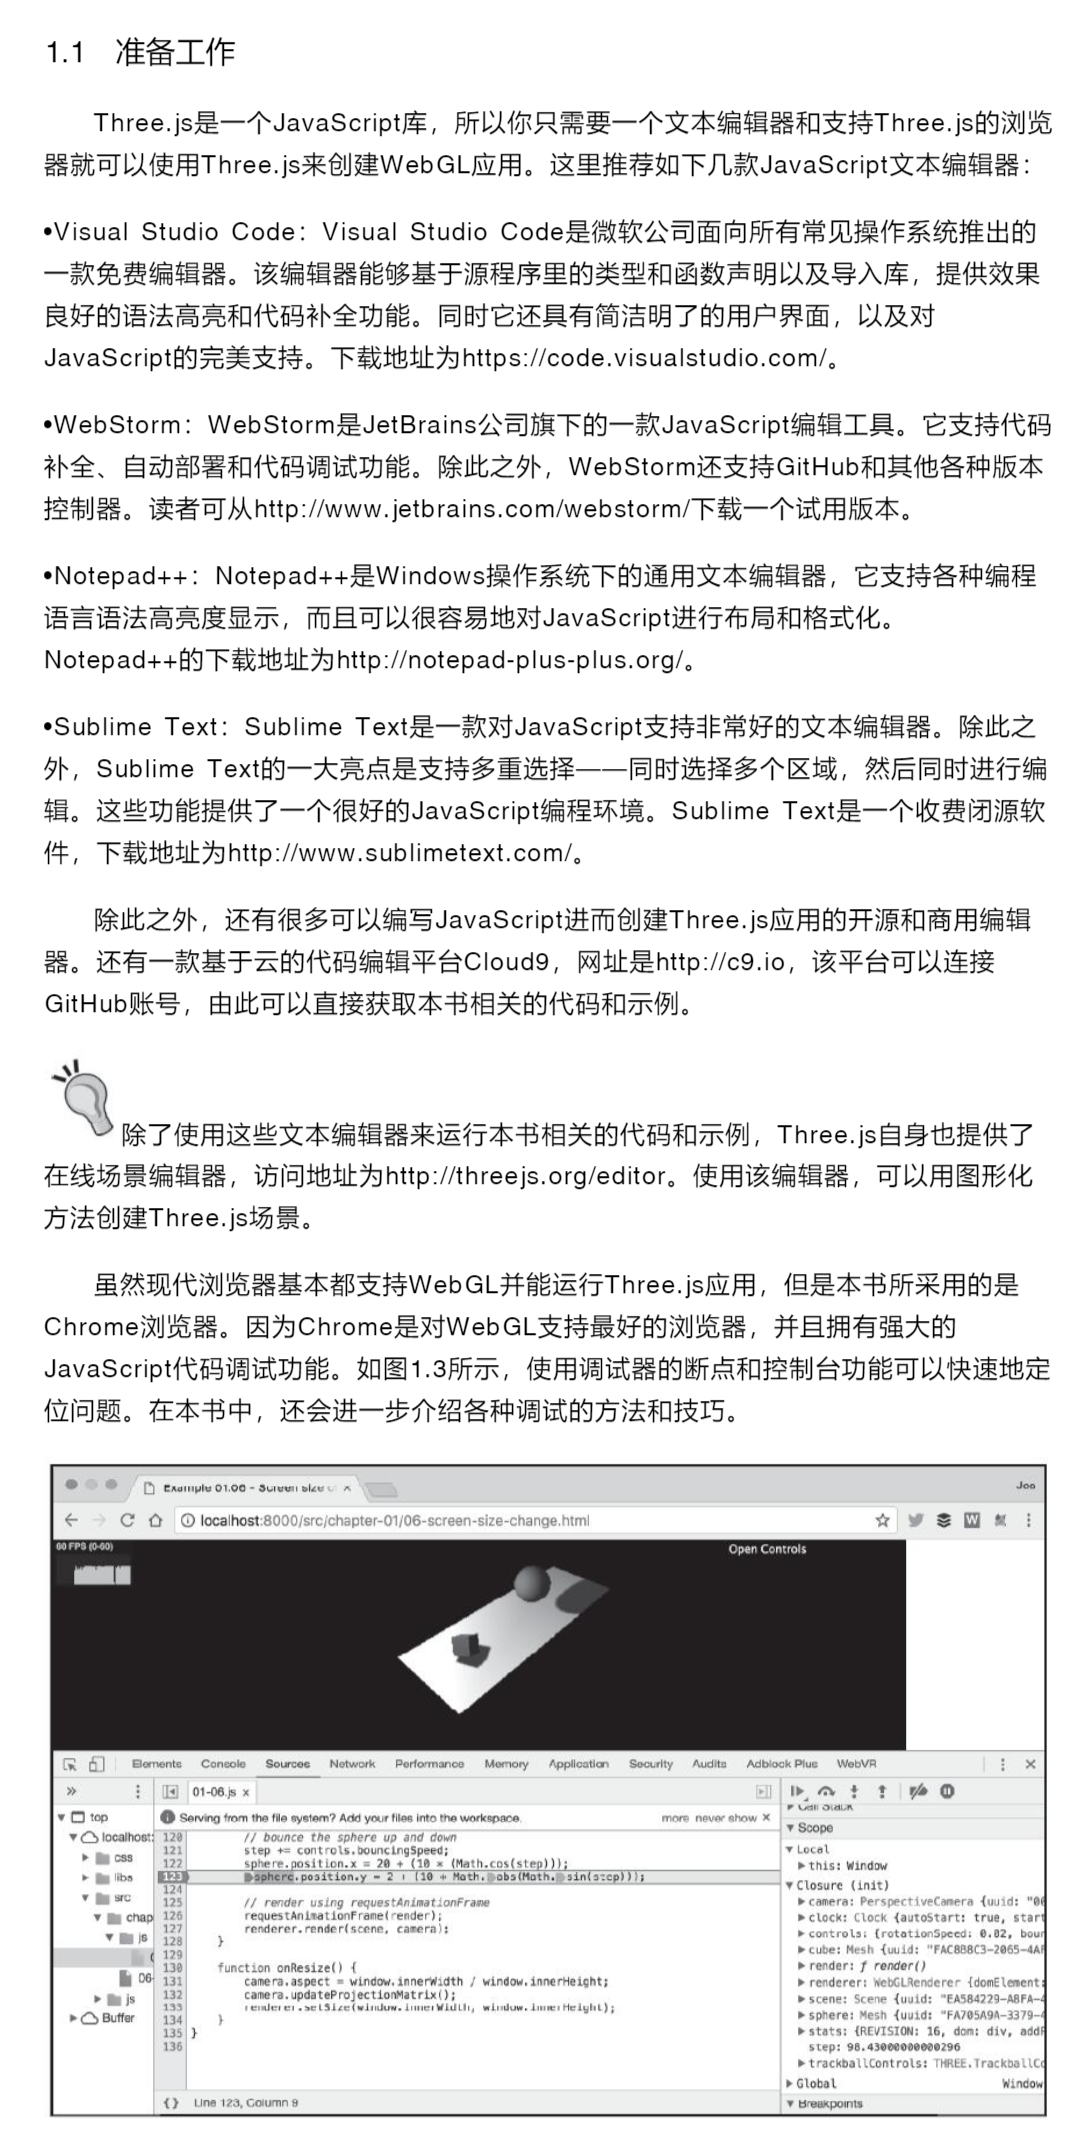 1.1 准备工作
Three.js是一个JavaScript库，所以你只需要一个文本编辑器和支持Three.js的浏览
器就可以使用Three.js来创建WebGL应用。这里推荐如下几款JavaScript文本编辑器：
•Visual Studio Code：Visual Studio Code是微软公司面向所有常见操作系统推出的
一款免费编辑器。该编辑器能够基于源程序里的类型和函数声明以及导入库，提供效果
良好的语法高亮和代码补全功能。同时它还具有简洁明了的用户界面，以及对
JavaScript的完美支持。下载地址为https://code.visualstudio.com/。
•WebStorm：WebStorm是JetBrains公司旗下的一款JavaScript编辑工具。它支持代码
补全、自动部署和代码调试功能。除此之外，WebStorm还支持GitHub和其他各种版本
控制器。读者可从http://www.jetbrains.com/webstorm/下载一个试用版本。
•Notepad++：Notepad++是Windows操作系统下的通用文本编辑器，它支持各种编程
语言语法高亮度显示，而且可以很容易地对JavaScript进行布局和格式化。
Notepad++的下载地址为http://notepad-plus-plus.org/。
•Sublime Text：Sublime Text是一款对JavaScript支持非常好的文本编辑器。除此之
外，Sublime Text的一大亮点是支持多重选择——同时选择多个区域，然后同时进行编
辑。这些功能提供了一个很好的JavaScript编程环境。Sublime Text是一个收费闭源软
件，下载地址为http://www.sublimetext.com/。
除此之外，还有很多可以编写JavaScript进而创建Three.js应用的开源和商用编辑
器。还有一款基于云的代码编辑平台Cloud9，网址是http://c9.io，该平台可以连接
GitHub账号，由此可以直接获取本书相关的代码和示例。
除了使用这些文本编辑器来运行本书相关的代码和示例，Three.js自身也提供了
在线场景编辑器，访问地址为http://threejs.org/editor。使用该编辑器，可以用图形化
方法创建Three.js场景。
虽然现代浏览器基本都支持WebGL并能运行Three.js应用，但是本书所采用的是
Chrome浏览器。因为Chrome是对WebGL支持最好的浏览器，并且拥有强大的
JavaScript代码调试功能。如图1.3所示，使用调试器的断点和控制台功能可以快速地定
位问题。在本书中，还会进一步介绍各种调试的方法和技巧。
Example 01.06 - Screen size
Joo
localhost:8000/src/chapter-01/06-screen-size-change.html
W
60 FPS (0-60)
Open Controls
Elements Console Sources Network Performance Memory Application Security Audits Adblock Plus WebVR
01-06.js x
Serving from the file system? Add your files into the workspace. more never show
top
localhost:
css
libs
src
chap
js
06-
js
Buffer
120 // bounce the sphere up and down
121 step += controls.bouncingSpeed;
122 sphere.position.x = 20 + (10 * (Math.cos(step)));
123 sphere.position.y = 2 + (10 * Math.abs(Math.sin(step)));
124
125 // render using requestAnimationFrame
126 requestAnimationFrame(render);
127 renderer.render(scene, camera);
128 }
129
130 function onResize() {
131 camera.aspect = window.innerWidth / window.innerHeight;
132 camera.updateProjectionMatrix();
133 renderer.setSize(window.innerWidth, window.innerHeight);
134 }
135 }
136
{} Line 123, Column 9
Call Stack
Scope
Local
this: Window
Closure (init)
camera: PerspectiveCamera {uuid: "06
clock: Clock {autoStart: true, start
controls: {rotationSpeed: 0.02, boun
cube: Mesh {uuid: "FAC8B8C3-2065-4AF
render: ƒ render()
renderer: WebGLRenderer {domElement:
scene: Scene {uuid: "EA584229-A8FA-4
sphere: Mesh {uuid: "FA705A9A-3379-4
stats: {REVISION: 16, dom: div, addP
step: 98.43000000000296
trackballControls: THREE.TrackballCo
Global Window
Breakpoints